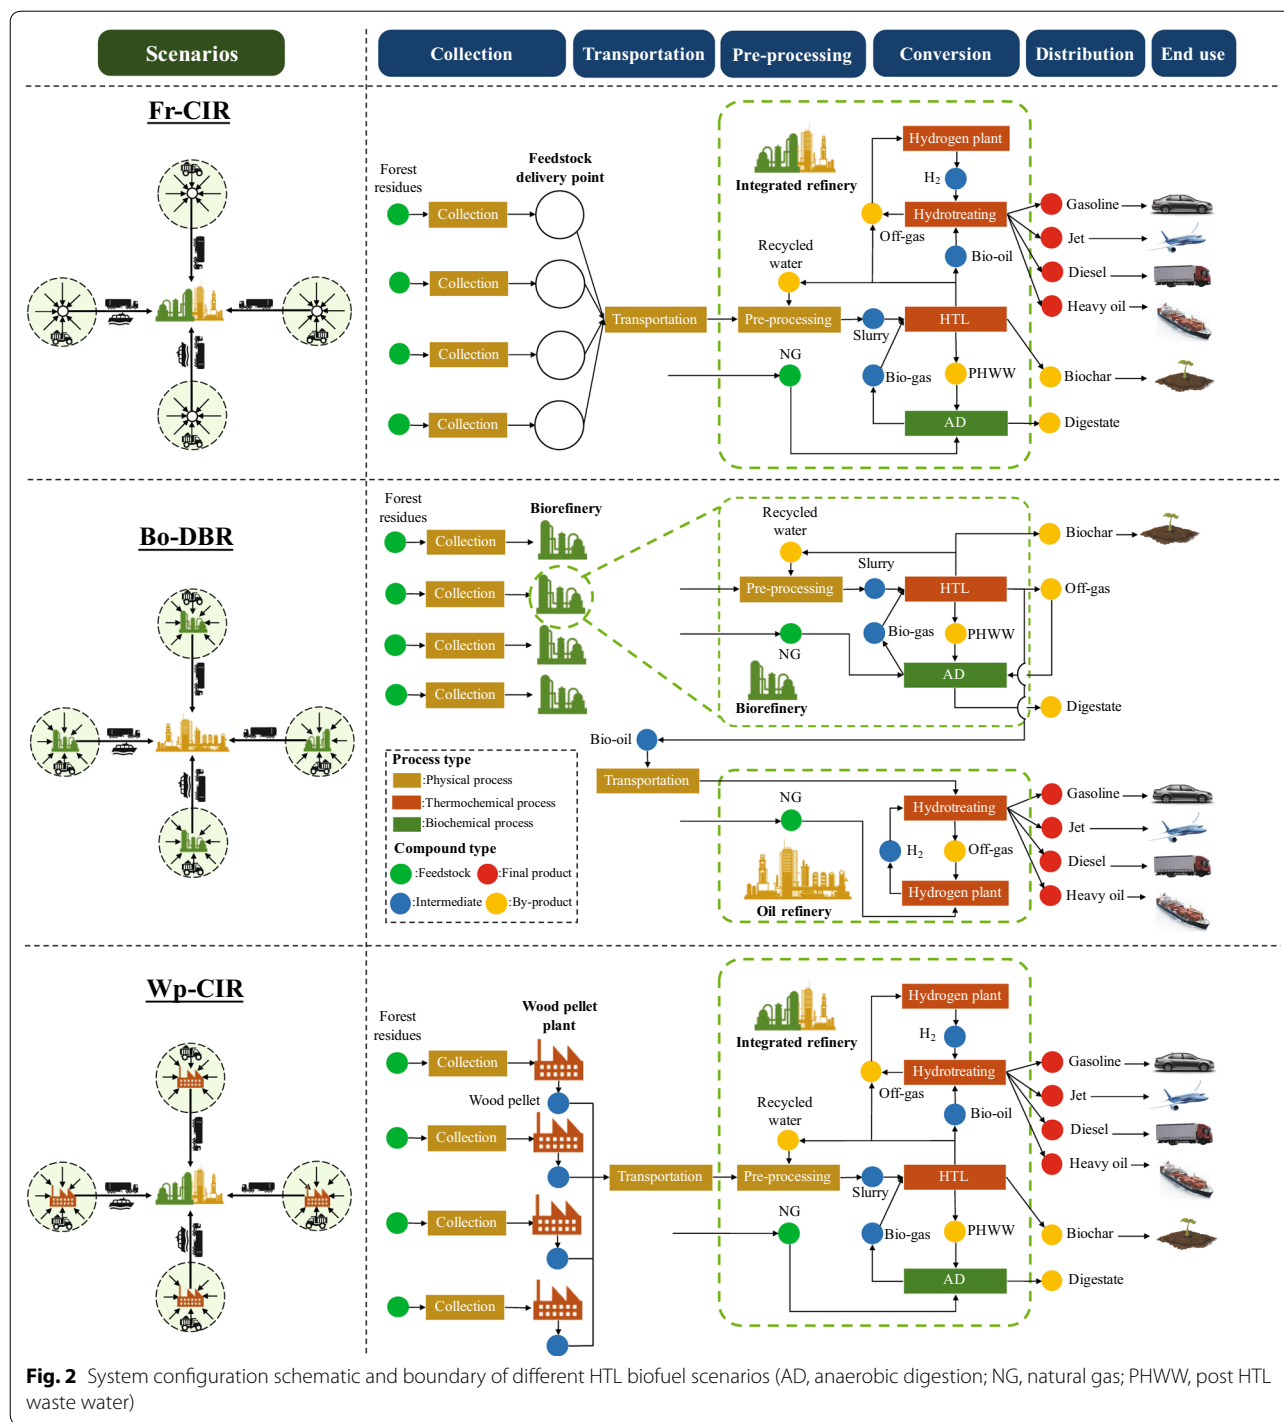 Scenarios
Collection
Transportation
Pre-processing
Conversion
Distribution
End use
Fr-CIR
Forest
residues
Feedstock
delivery point
Collection
Collection
Collection
Collection
Transportation
Integrated refinery
Recycled
water
Pre-processing
NG
Slurry
Hydrogen plant
H2
Hydrotreating
Off-gas
Bio-oil
HTL
Bio-gas
PHWW
AD
Gasoline
Jet
Diesel
Heavy oil
Biochar
Digestate
Bo-DBR
Forest
residues
Biorefinery
Collection
Collection
Collection
Collection
Recycled
water
Pre-processing
Slurry
HTL
NG
Bio-gas
PHWW
AD
Biorefinery
Biochar
Off-gas
Digestate
Bio-oil
Transportation
NG
Oil refinery
Hydrotreating
H2
Off-gas
Hydrogen plant
Gasoline
Jet
Diesel
Heavy oil
Process type
:Physical process
:Thermochemical process
:Biochemical process
Compound type
:Feedstock
:Final product
:Intermediate
:By-product
Wp-CIR
Forest
residues
Wood pellet
plant
Collection
Wood pellet
Collection
Collection
Collection
Transportation
Integrated refinery
Recycled
water
Pre-processing
NG
Slurry
Hydrogen plant
H2
Hydrotreating
Off-gas
Bio-oil
HTL
Bio-gas
PHWW
AD
Gasoline
Jet
Diesel
Heavy oil
Biochar
Digestate
Fig. 2 System configuration schematic and boundary of different HTL biofuel scenarios (AD, anaerobic digestion; NG, natural gas; PHWW, post HTL
waste water)